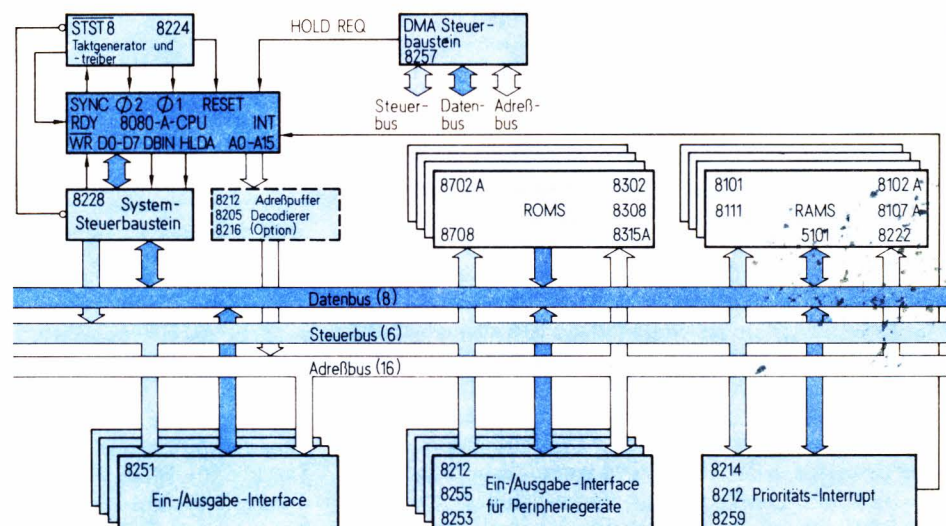 STST 8 8224
Taktgenerator und
-treiber
HOLD REQ
DMA Steuer-
baustein
8257
Steuer-
bus
Daten-
bus
Adreß-
bus
SYNC Ø2 Ø1 RESET
RDY 8080-A-CPU INT
WR D0-D7 DBIN HLDA A0-A15
8228 System-
Steuerbaustein
8212 Adreßpuffer
8205 Decodierer
8216 (Option)
8702 A 8302
ROMS 8308
8708 8315A
8101 8102 A
8111 RAMS 8107 A
5101 8222
Datenbus (8)
Steuerbus (6)
Adreßbus (16)
8251
Ein-/Ausgabe-Interface
8212
8255
8253
Ein-/Ausgabe-Interface
für Peripheriegeräte
8214
8212 Prioritäts-Interrupt
8259